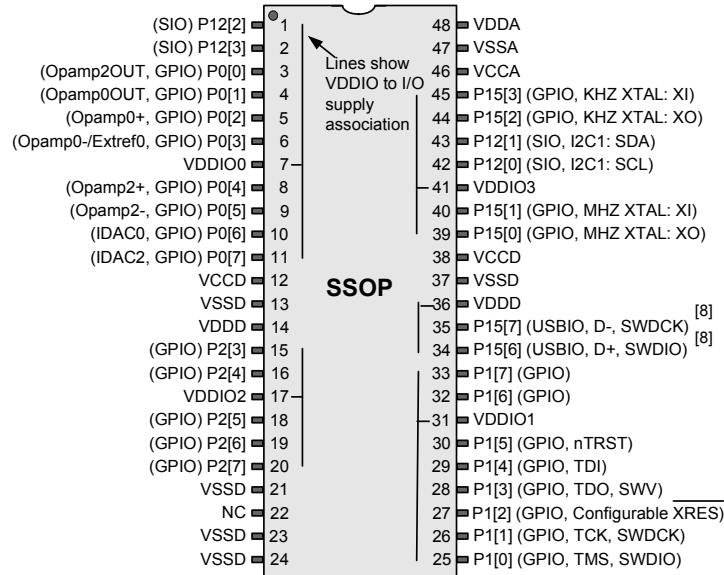 (SIO) P12[2] 1 48 VDDA
(SIO) P12[3] 2 47 VSSA
Lines show
VDDIO to I/O
supply
association
(Opamp2OUT, GPIO) P0[0] 3 46 VCCA
(Opamp0OUT, GPIO) P0[1] 4 45 P15[3] (GPIO, KHZ XTAL: XI)
(Opamp0+, GPIO) P0[2] 5 44 P15[2] (GPIO, KHZ XTAL: XO)
(Opamp0-/Extref0, GPIO) P0[3] 6 43 P12[1] (SIO, I2C1: SDA)
VDDIO0 7 42 P12[0] (SIO, I2C1: SCL)
(Opamp2+, GPIO) P0[4] 8 41 VDDIO3
(Opamp2-, GPIO) P0[5] 9 40 P15[1] (GPIO, MHZ XTAL: XI)
(IDAC0, GPIO) P0[6] 10 39 P15[0] (GPIO, MHZ XTAL: XO)
(IDAC2, GPIO) P0[7] 11 38 VCCD
SSOP
VCCD 12 37 VSSD
VSSD 13 36 VDDD
VDDD 14 35 P15[7] (USBIO, D-, SWDCK) [8]
(GPIO) P2[3] 15 34 P15[6] (USBIO, D+, SWDIO) [8]
(GPIO) P2[4] 16 33 P1[7] (GPIO)
VDDIO2 17 32 P1[6] (GPIO)
(GPIO) P2[5] 18 31 VDDIO1
(GPIO) P2[6] 19 30 P1[5] (GPIO, nTRST)
(GPIO) P2[7] 20 29 P1[4] (GPIO, TDI)
VSSD 21 28 P1[3] (GPIO, TDO, SWV)
NC 22 27 P1[2] (GPIO, Configurable XRES)
VSSD 23 26 P1[1] (GPIO, TCK, SWDCK)
VSSD 24 25 P1[0] (GPIO, TMS, SWDIO)